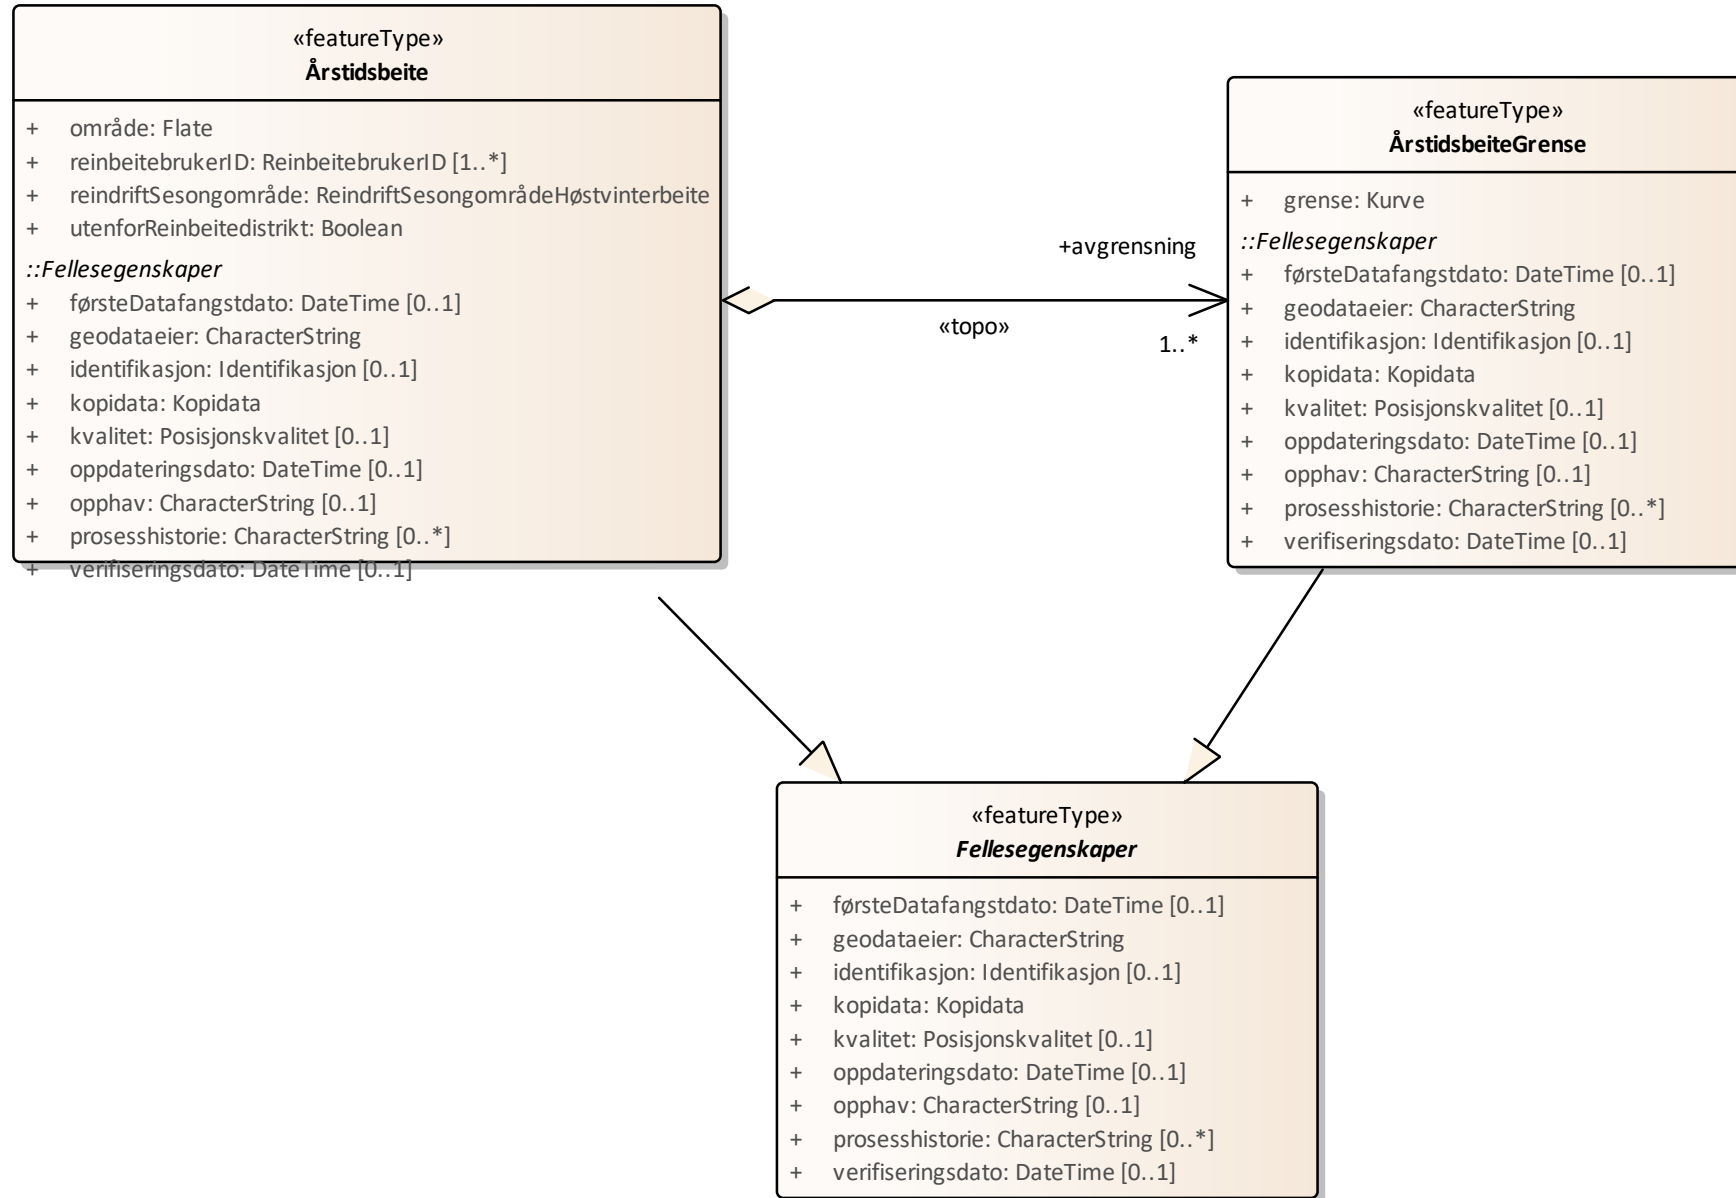 «featureType»
Årstidsbeite
+ område: Flate
+ reinbeitebrukerID: ReinbeitebrukerID [1..*]
+ reindriftSesongområde: ReindriftSesongområdeHøstvinterbeite
+ utenforReinbeitedistrikt: Boolean
::Fellesegenskaper
+ førsteDatafangstdato: DateTime [0..1]
+ geodataeier: CharacterString
+ identifikasjon: Identifikasjon [0..1]
+ kopidata: Kopidata
+ kvalitet: Posisjonskvalitet [0..1]
+ oppdateringsdato: DateTime [0..1]
+ opphav: CharacterString [0..1]
+ prosesshistorie: CharacterString [0..*]
+ verifiseringsdato: DateTime [0..1]
+avgrensning
«topo»
1..*
«featureType»
ÅrstidsbeiteGrense
+ grense: Kurve
::Fellesegenskaper
+ førsteDatafangstdato: DateTime [0..1]
+ geodataeier: CharacterString
+ identifikasjon: Identifikasjon [0..1]
+ kopidata: Kopidata
+ kvalitet: Posisjonskvalitet [0..1]
+ oppdateringsdato: DateTime [0..1]
+ opphav: CharacterString [0..1]
+ prosesshistorie: CharacterString [0..*]
+ verifiseringsdato: DateTime [0..1]
«featureType»
Fellesegenskaper
+ førsteDatafangstdato: DateTime [0..1]
+ geodataeier: CharacterString
+ identifikasjon: Identifikasjon [0..1]
+ kopidata: Kopidata
+ kvalitet: Posisjonskvalitet [0..1]
+ oppdateringsdato: DateTime [0..1]
+ opphav: CharacterString [0..1]
+ prosesshistorie: CharacterString [0..*]
+ verifiseringsdato: DateTime [0..1]